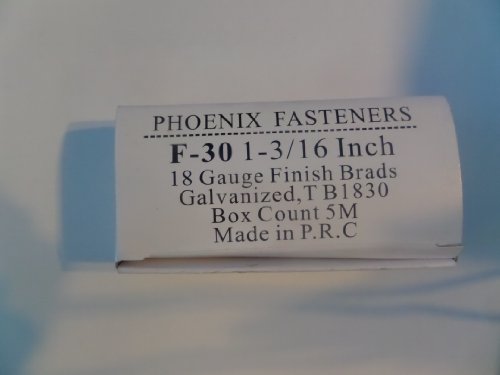 PHOENIX FASTENERS
F-30 1-3/16 Inch
18 Gauge Finish Brads
Galvanized,T B1830
Box Count 5M
Made in P.R.C